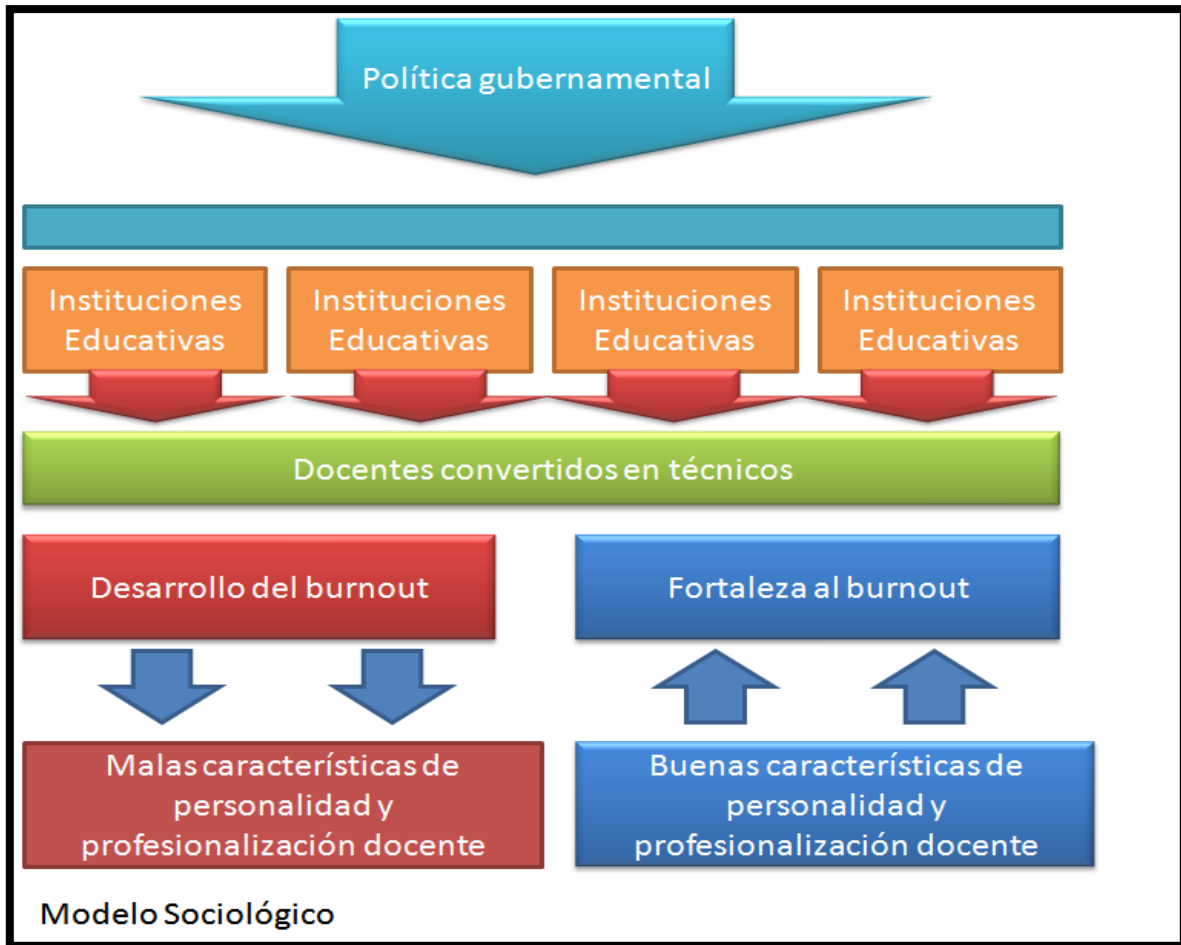 Política gubernamental
Instituciones
Educativas
Instituciones
Educativas
Instituciones
Educativas
Instituciones
Educativas
Docentes convertidos en técnicos
Desarrollo del burnout
Fortaleza al burnout
Malas características de
personalidad y
profesionalización docente
Buenas características de
personalidad y
profesionalización docente
Modelo Sociológico